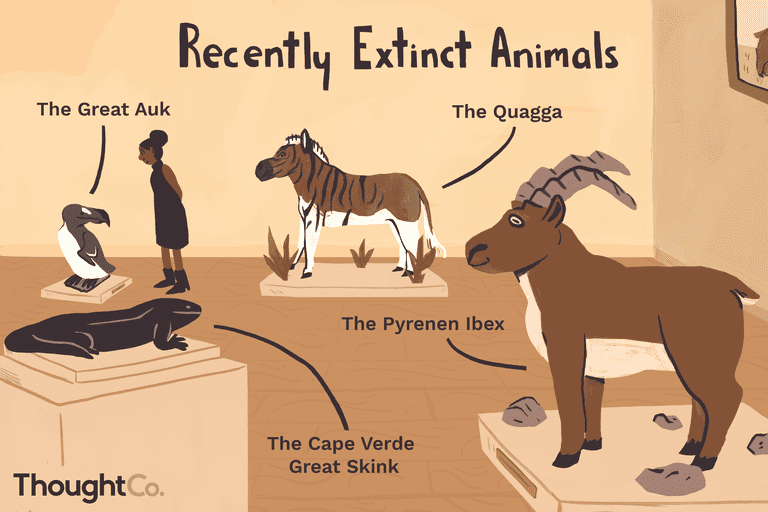 Recently Extinct Animals
The Great Auk
The Quagga
The Pyrenen Ibex
The Cape Verde
Great Skink
ThoughtCo.